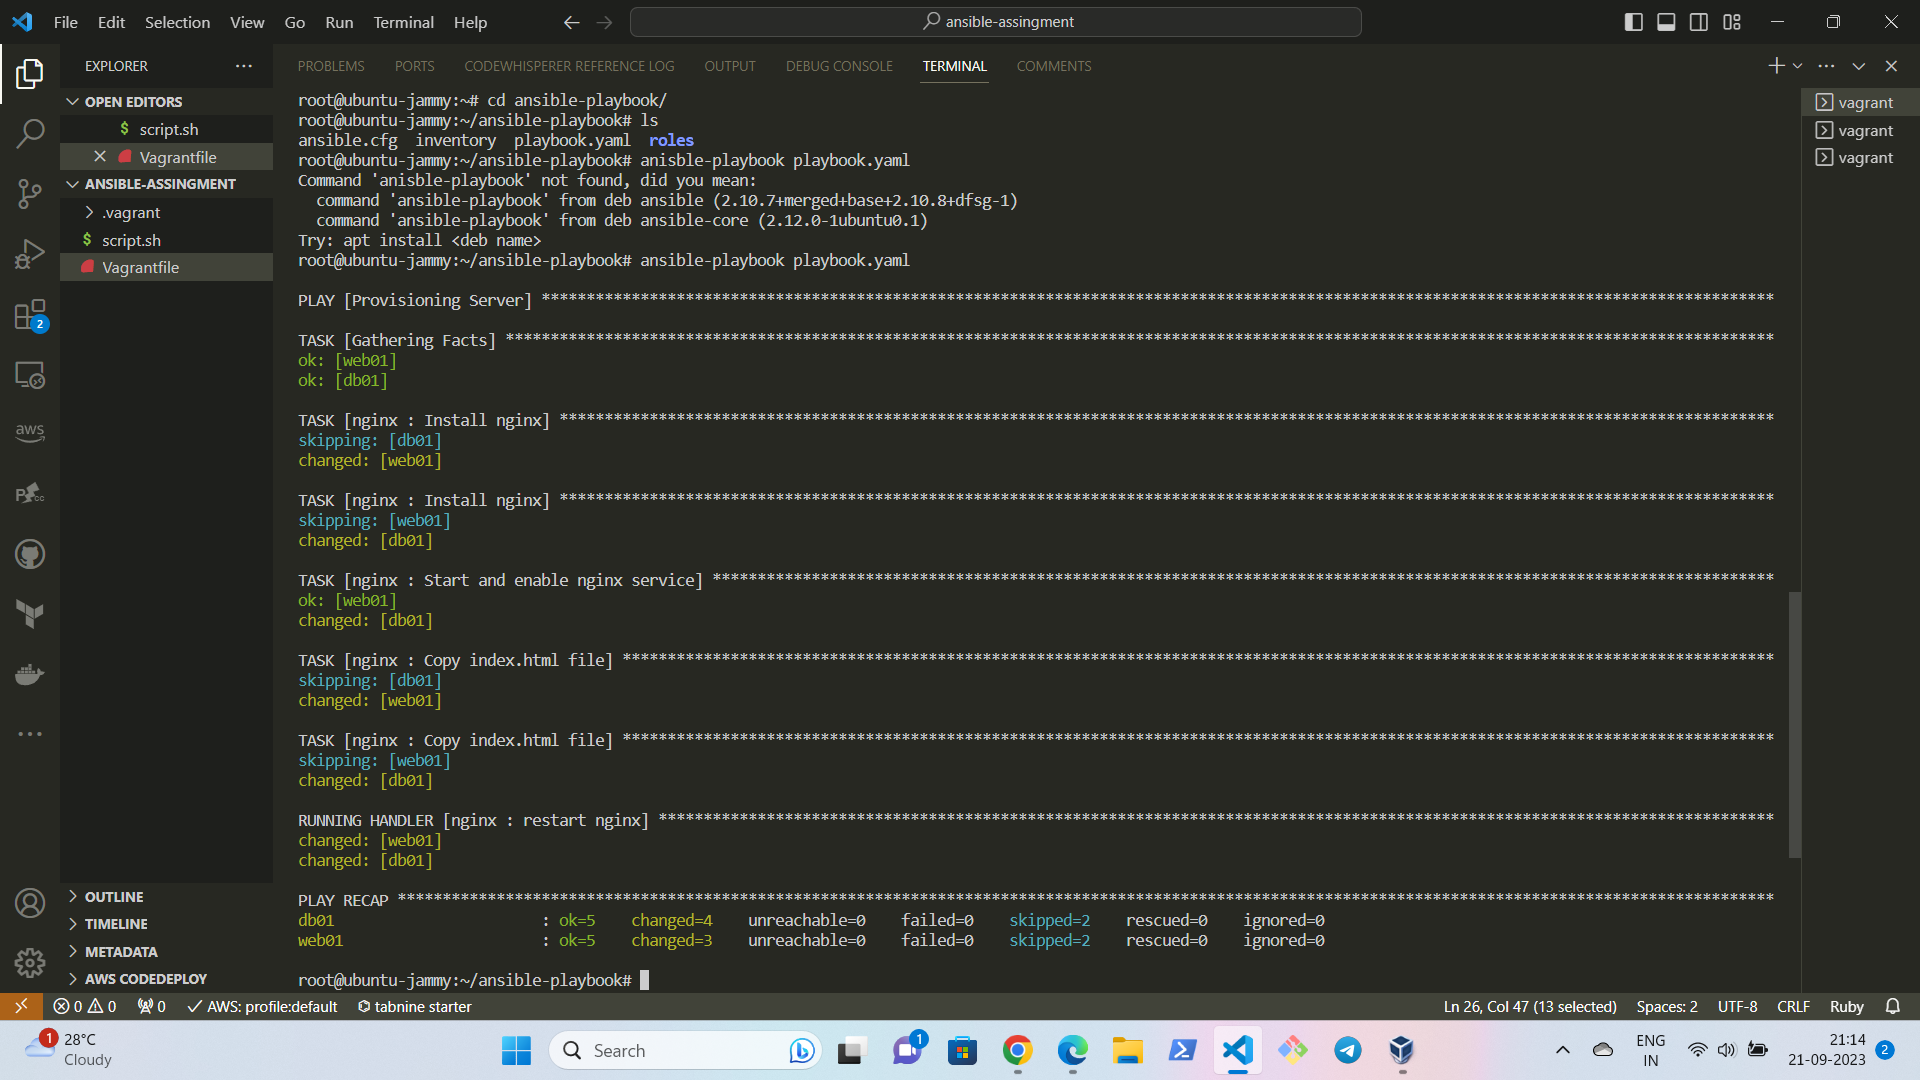 File Edit Selection View Go Run Terminal Help
ansible-assingment
EXPLORER
OPEN EDITORS
$ script.sh
Vagrantfile
ANSIBLE-ASSINGMENT
.vagrant
$ script.sh
Vagrantfile
2
aws
OUTLINE
TIMELINE
METADATA
AWS CODEDEPLOY
PROBLEMS PORTS CODEWHISPERER REFERENCE LOG OUTPUT DEBUG CONSOLE TERMINAL COMMENTS
root@ubuntu-jammy:~# cd ansible-playbook/
root@ubuntu-jammy:~/ansible-playbook# ls
ansible.cfg inventory playbook.yaml roles
root@ubuntu-jammy:~/ansible-playbook# anisble-playbook playbook.yaml
Command 'anisble-playbook' not found, did you mean:
command 'ansible-playbook' from deb ansible (2.10.7+merged+base+2.10.8+dfsg-1)
command 'ansible-playbook' from deb ansible-core (2.12.0-1ubuntu0.1)
Try: apt install <deb name>
root@ubuntu-jammy:~/ansible-playbook# ansible-playbook playbook.yaml
PLAY [Provisioning Server] ****
TASK [Gathering Facts] ****
ok: [web01]
ok: [db01]
TASK [nginx : Install nginx] ****
skipping: [db01]
changed: [web01]
TASK [nginx : Install nginx] ****
skipping: [web01]
changed: [db01]
TASK [nginx : Start and enable nginx service] ****
ok: [web01]
changed: [db01]
TASK [nginx : Copy index.html file] ****
skipping: [db01]
changed: [web01]
TASK [nginx : Copy index.html file] ****
skipping: [web01]
changed: [db01]
RUNNING HANDLER [nginx : restart nginx] ****
changed: [web01]
changed: [db01]
PLAY RECAP ****
db01 : ok=5 changed=4 unreachable=0 failed=0 skipped=2 rescued=0 ignored=0
web01 : ok=5 changed=3 unreachable=0 failed=0 skipped=2 rescued=0 ignored=0
root@ubuntu-jammy:~/ansible-playbook#
vagrant
vagrant
vagrant
0 0 0 AWS: profile:default tabnine starter
Ln 26, Col 47 (13 selected) Spaces: 2 UTF-8 CRLF Ruby
1
28°C
Cloudy
Search
1
ENG
IN
21:14
21-09-2023
2